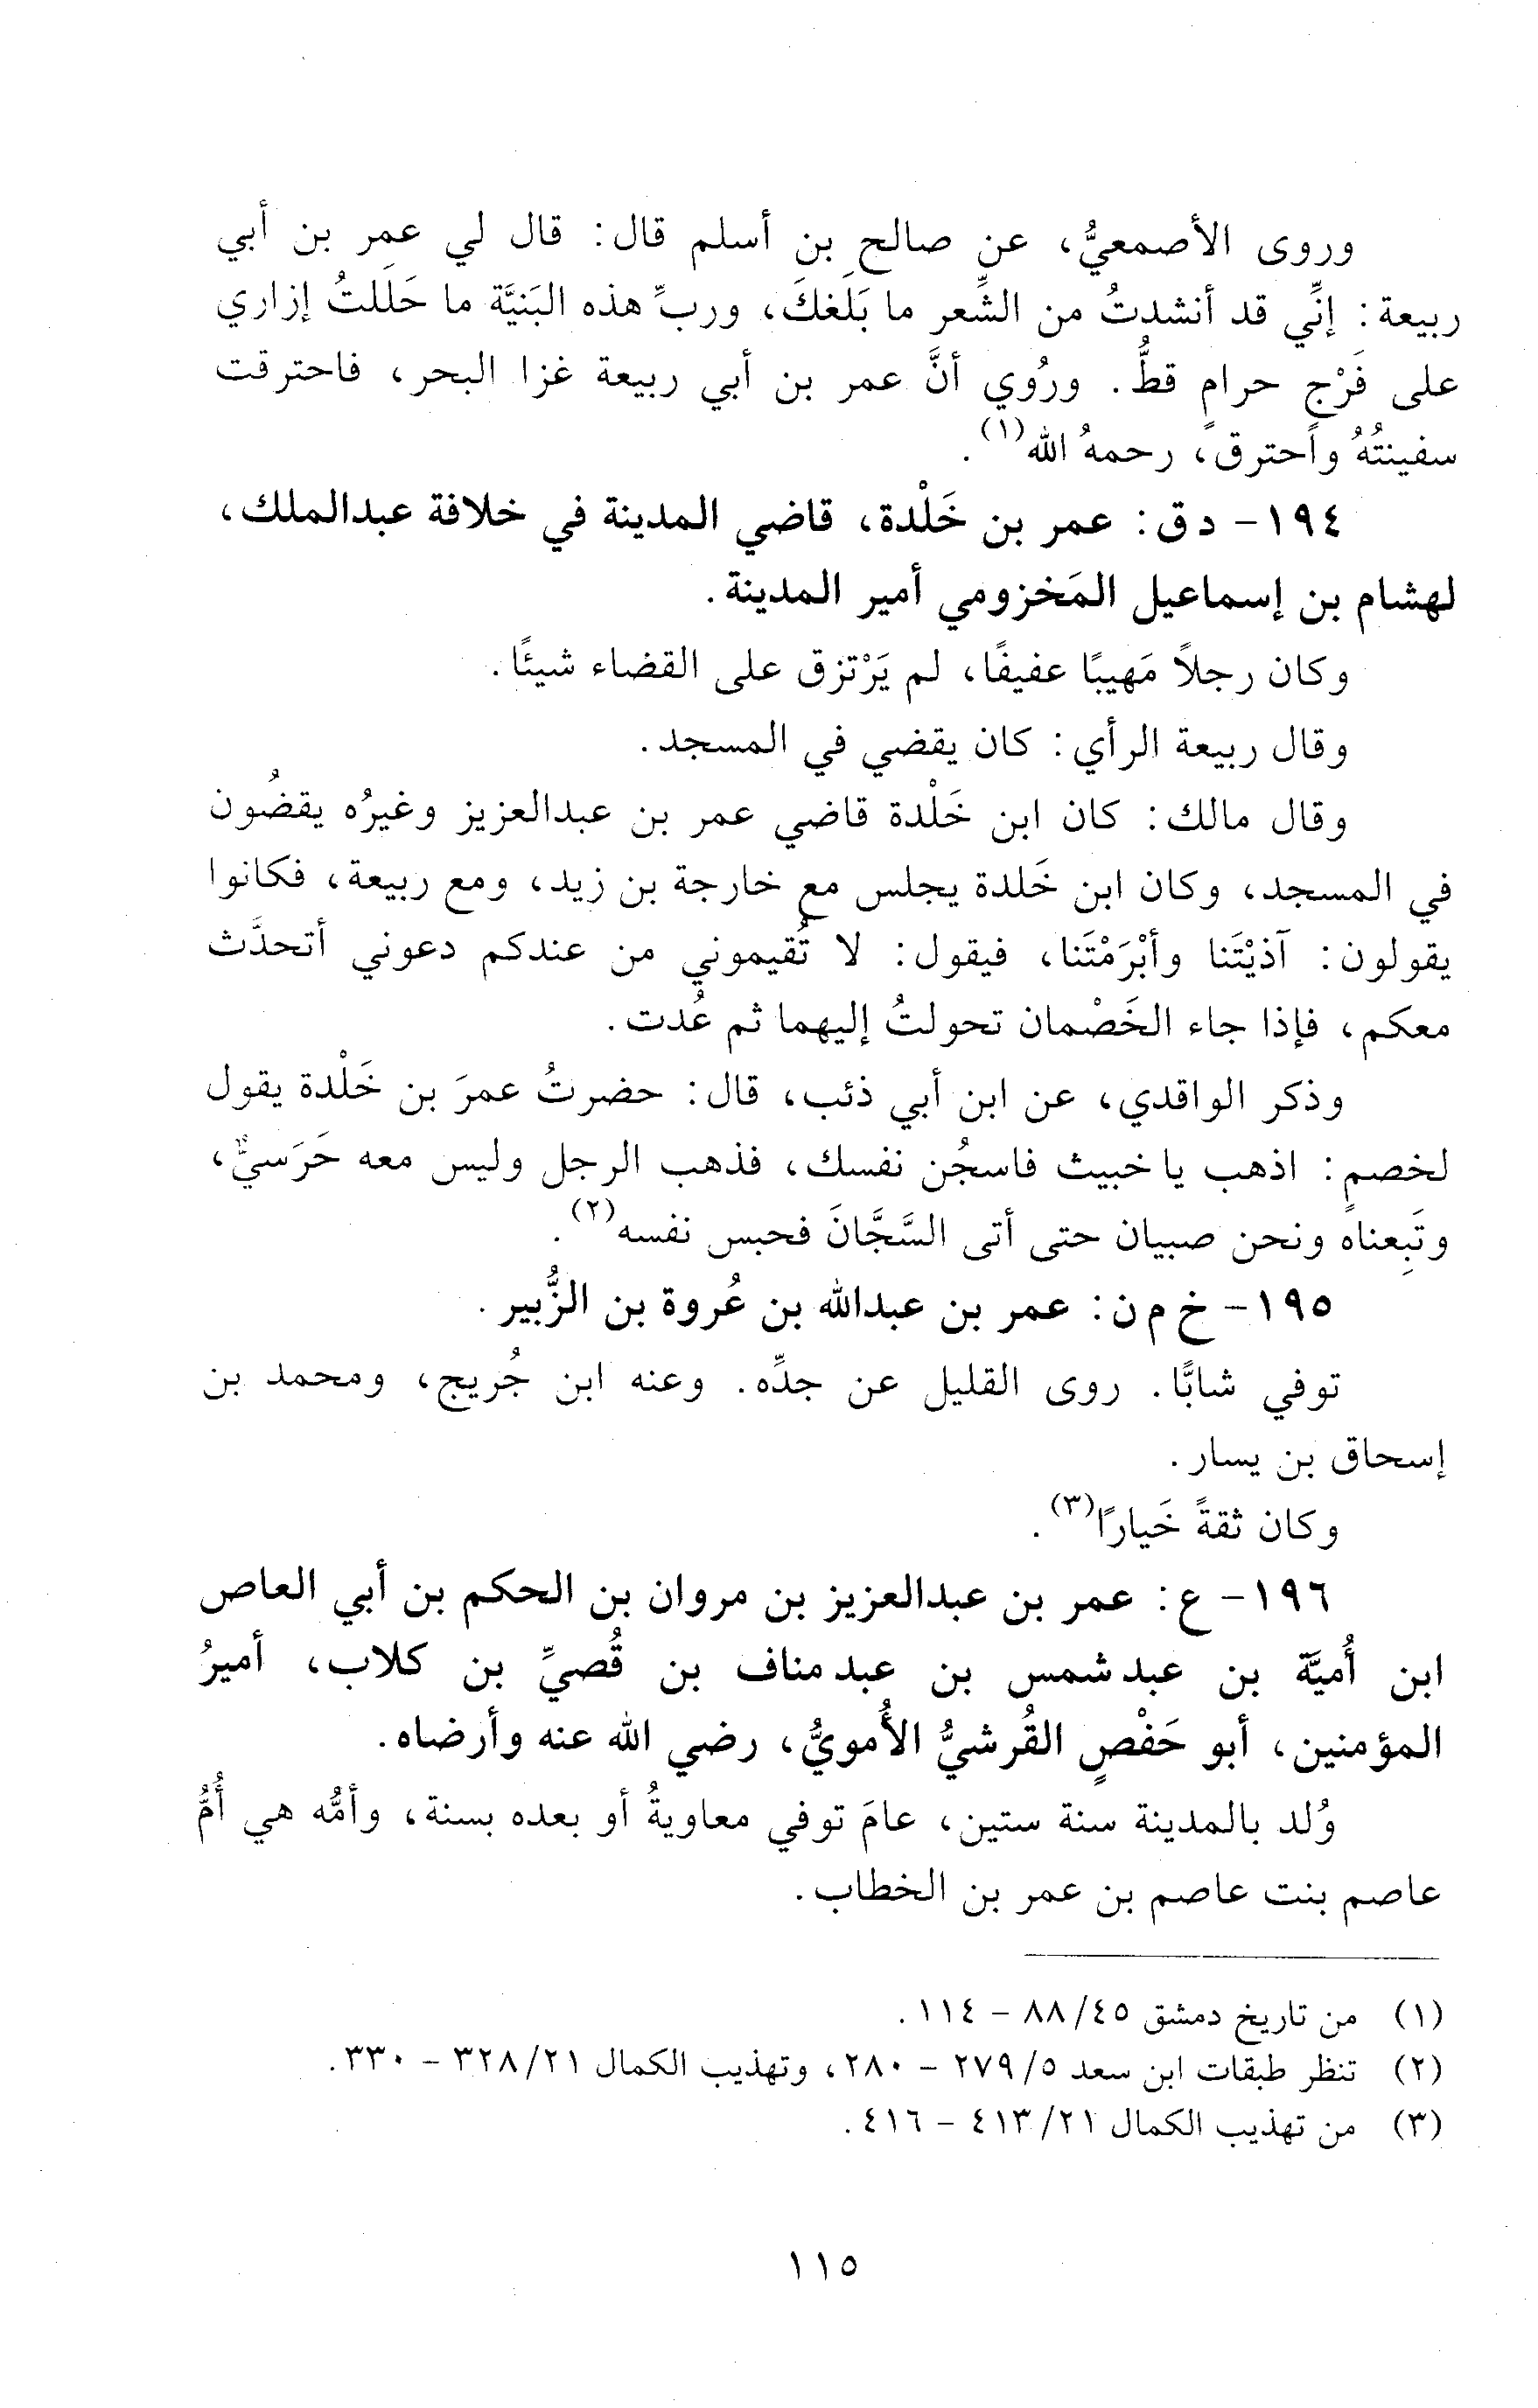 وروى الأصمعيُّ، عن صالح بن أسلم قال: قال لي عمر بن أبي
ربيعة: إنِّي قد أنشدتُ من الشِّعر ما بَلَغكَ، وربِّ هذه البَنيَّة ما حَلَلتُ إزاري
على فَرْجٍ حرامٍ قطُّ. ورُوي أنَّ عمر بن أبي ربيعة غزا البحر، فاحترقت
سفينتُهُ واحترق، رحمهُ الله(١).
١٩٤- د ق: عمر بن خَلْدة، قاضي المدينة في خلافة عبدالملك،
لهشام بن إسماعيل المَخزومي أمير المدينة.
وكان رجلاً مَهيبًا عفيفًا، لم يَرْتزق على القضاء شيئًا.
وقال ربيعة الرأي: كان يقضي في المسجد.
وقال مالك: كان ابن خَلْدة قاضي عمر بن عبدالعزيز وغيرُه يقضُون
في المسجد، وكان ابن خَلدة يجلس مع خارجة بن زيد، ومع ربيعة، فكانوا
يقولون: آذيْتَنا وأبْرَمْتَنا، فيقول: لا تُقيموني من عندكم دعوني أتحدَّث
معكم، فإذا جاء الخَصْمان تحولتُ إليهما ثم عُدت.
وذكر الواقدي، عن ابن أبي ذئب، قال: حضرتُ عمرَ بن خَلْدة يقول
لخصمٍ: اذهب يا خبيث فاسجُن نفسك، فذهب الرجل وليس معه حَرَسيٌّ،
وتَبِعناه ونحن صبيان حتى أتى السَّجَّانَ فحبس نفسه(٢).
١٩٥- خ م ن: عمر بن عبدالله بن عُروة بن الزُّبير.
توفي شابًّا. روى القليل عن جدِّه. وعنه ابن جُريج، ومحمد بن
إسحاق بن يسار.
وكان ثقةً خَيارًا(٣).
١٩٦- ع: عمر بن عبدالعزيز بن مروان بن الحكم بن أبي العاص
ابن أُميَّة بن عبد شمس بن عبد مناف بن قُصيِّ بن كلاب، أميرُ
المؤمنين، أبو حَفْصٍ القُرشيُّ الأُمويُّ، رضي الله عنه وأرضاه.
وُلد بالمدينة سنة ستين، عامَ توفي معاويةُ أو بعده بسنة، وأمُّه هي أُمُّ
عاصم بنت عاصم بن عمر بن الخطاب.
(١) من تاريخ دمشق ٤٥/ ٨٨ - ١١٤.
(٢) تنظر طبقات ابن سعد ٥/ ٢٧٩ - ٢٨٠، وتهذيب الكمال ٢١/ ٣٢٨ - ٣٣٠.
(٣) من تهذيب الكمال ٢١/ ٤١٣ - ٤١٦.
١١٥